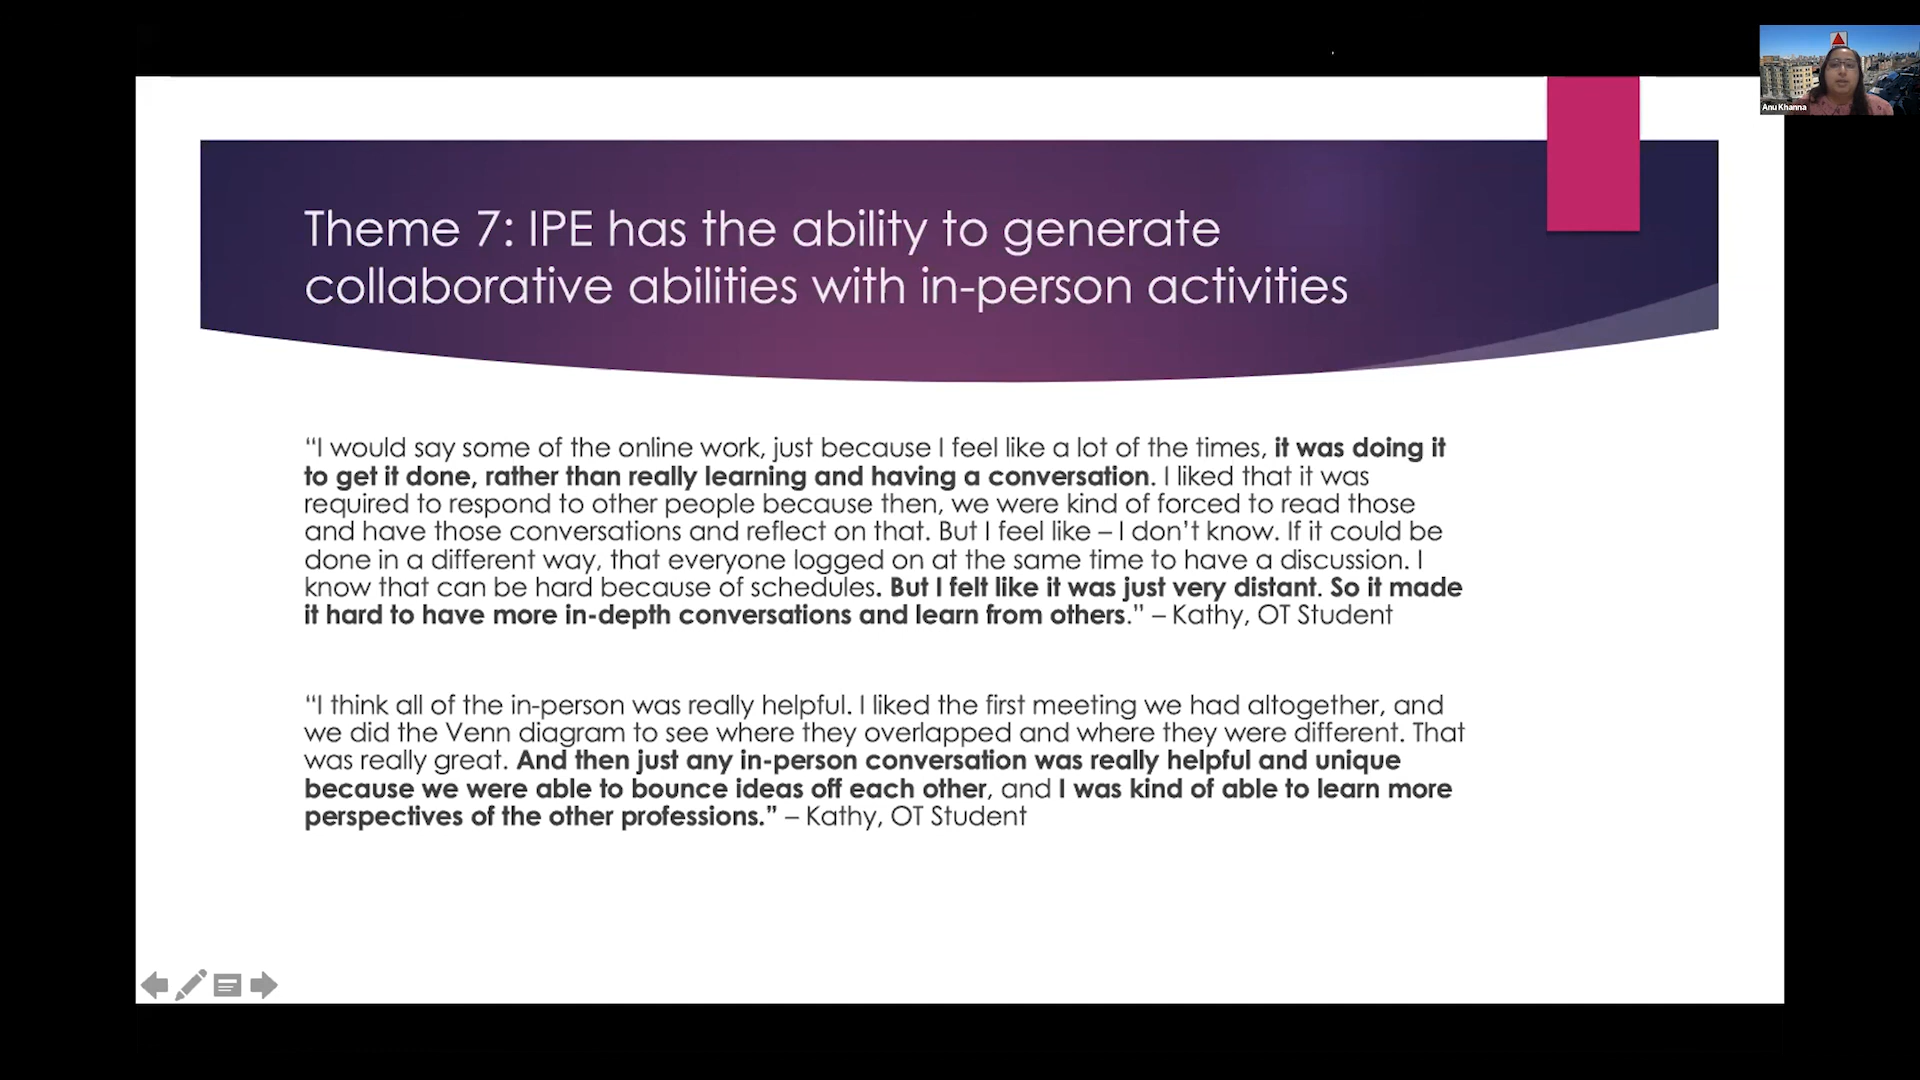 Anu Khanna
Theme 7: IPE has the ability to generate
collaborative abilities with in-person activities
“I would say some of the online work, just because I feel like a lot of the times, it was doing it
to get it done, rather than really learning and having a conversation. I liked that it was
required to respond to other people because then, we were kind of forced to read those
and have those conversations and reflect on that. But I feel like – I don’t know. If it could be
done in a different way, that everyone logged on at the same time to have a discussion. I
know that can be hard because of schedules. But I felt like it was just very distant. So it made
it hard to have more in-depth conversations and learn from others.” – Kathy, OT Student
“I think all of the in-person was really helpful. I liked the first meeting we had altogether, and
we did the Venn diagram to see where they overlapped and where they were different. That
was really great. And then just any in-person conversation was really helpful and unique
because we were able to bounce ideas off each other, and I was kind of able to learn more
perspectives of the other professions.” – Kathy, OT Student